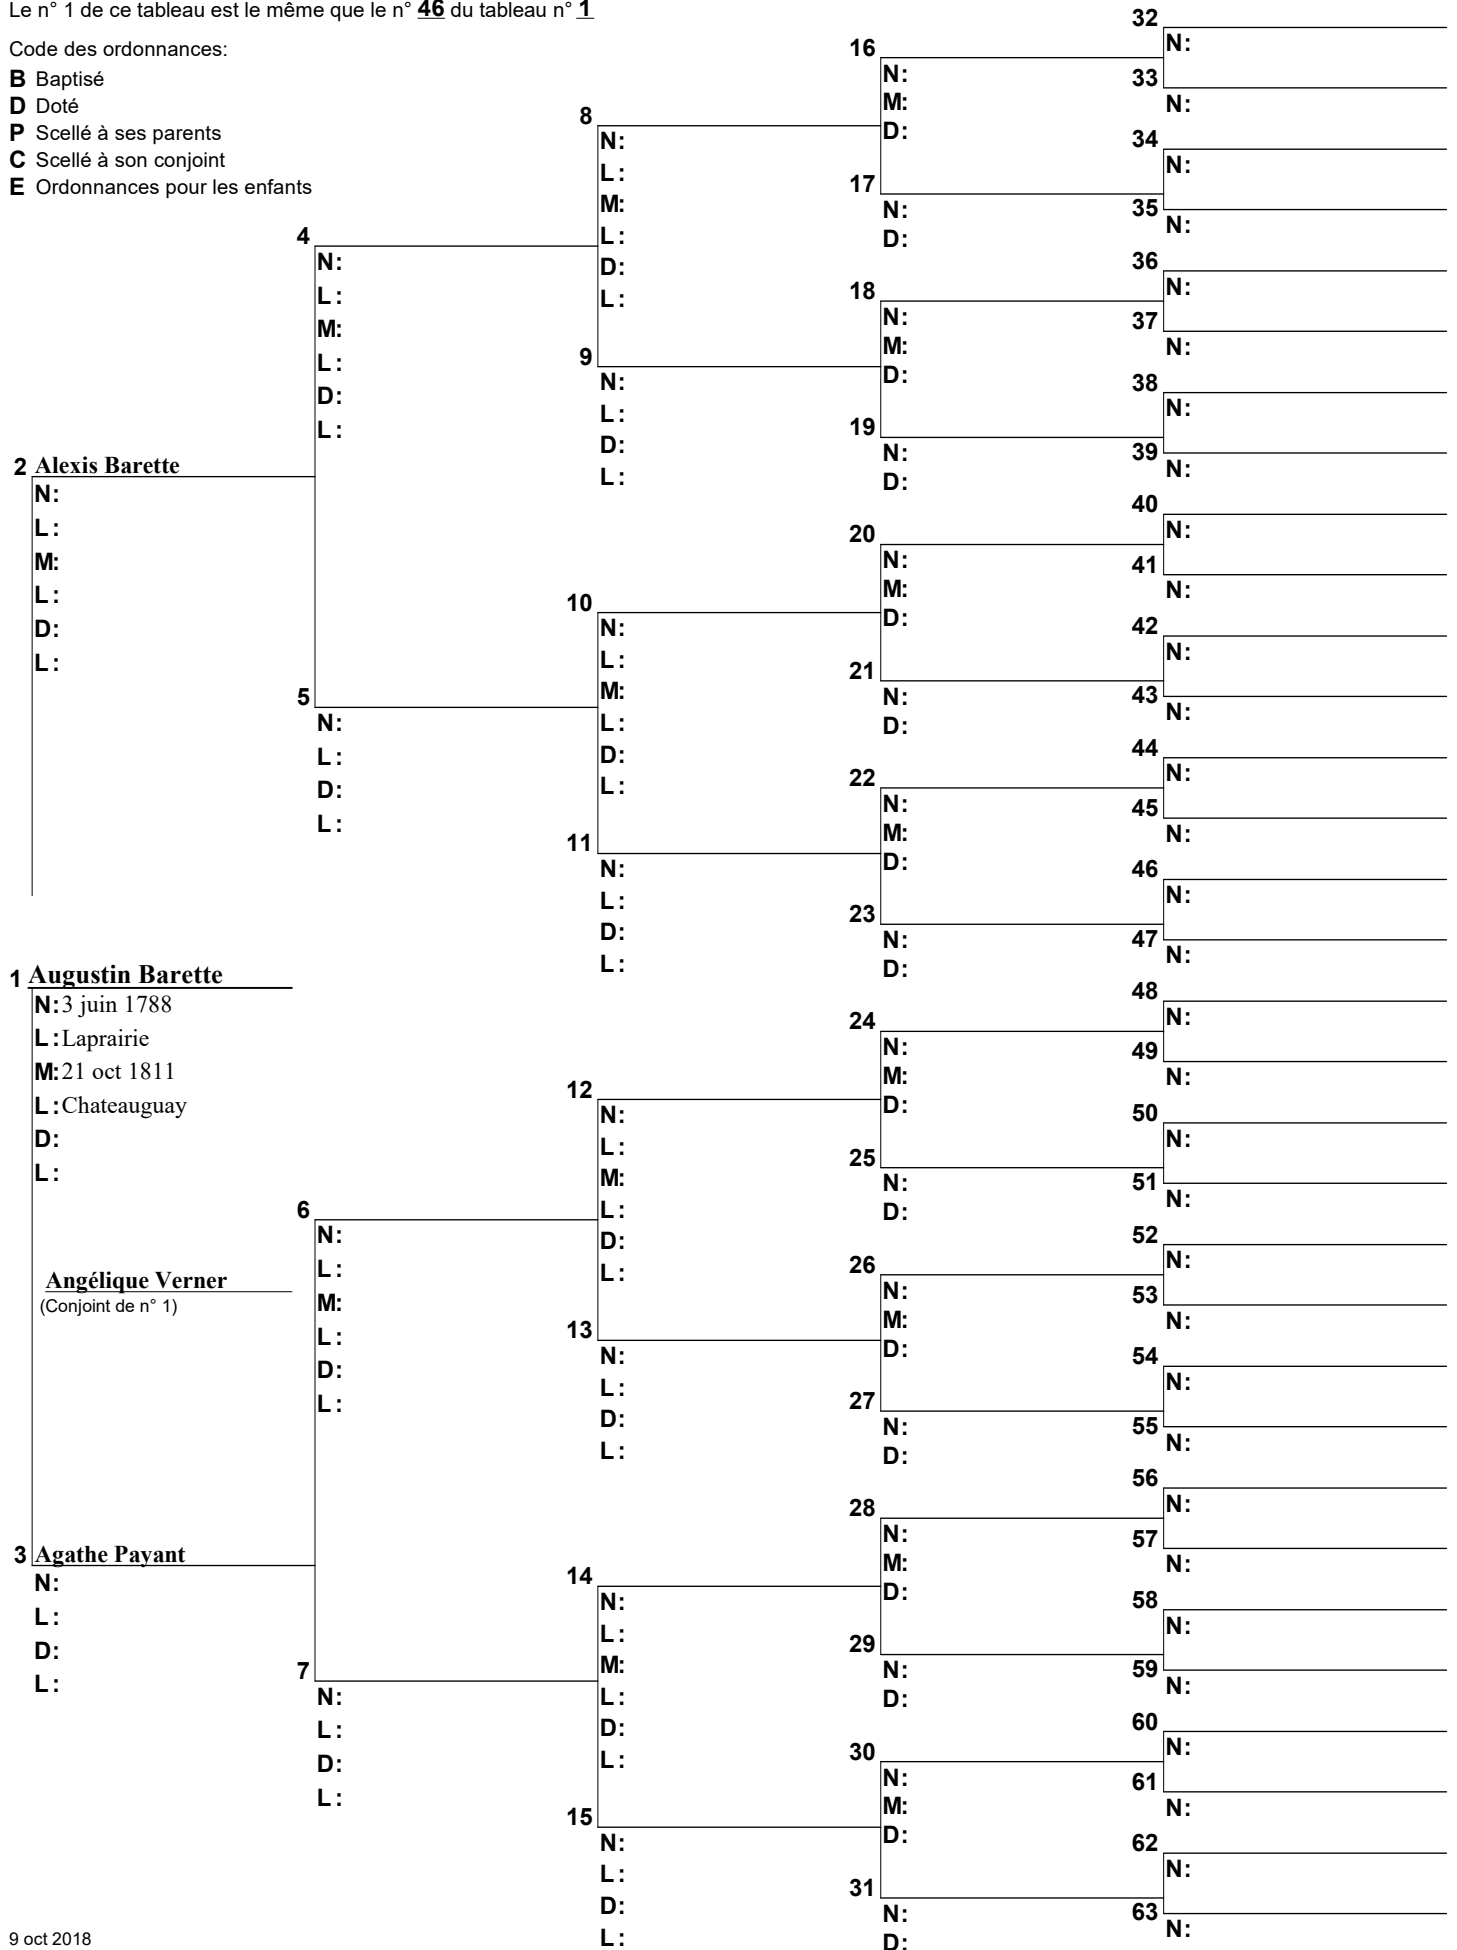 Le n° 1 de ce tableau est le même que le n° 46 du tableau n° 1
Code des ordonnances:
B Baptisé
D Doté
P Scellé à ses parents
C Scellé à son conjoint
E Ordonnances pour les enfants
2 Alexis Barette
N:
L:
M:
L:
D:
L:
1 Augustin Barette
N: 3 juin 1788
L: Laprairie
M: 21 oct 1811
L: Chateauguay
D:
L:
Angélique Verner
(Conjoint de n° 1)
3 Agathe Payant
N:
L:
D:
L:
9 oct 2018
4
N:
L:
M:
L:
D:
L:
5
N:
L:
D:
L:
6
N:
L:
M:
L:
D:
L:
7
N:
L:
D:
L:
8
N:
L:
M:
L:
D:
L:
9
N:
L:
D:
L:
10
N:
L:
M:
L:
D:
L:
11
N:
L:
D:
L:
12
N:
L:
M:
L:
D:
L:
13
N:
L:
D:
L:
14
N:
L:
M:
L:
D:
L:
15
N:
L:
D:
L:
16
N:
M:
D:
17
N:
D:
18
N:
M:
D:
19
N:
D:
20
N:
M:
D:
21
N:
D:
22
N:
M:
D:
23
N:
D:
24
N:
M:
D:
25
N:
D:
26
N:
M:
D:
27
N:
D:
28
N:
M:
D:
29
N:
D:
30
N:
M:
D:
31
N:
D:
32
N:
33
N:
34
N:
35
N:
36
N:
37
N:
38
N:
39
N:
40
N:
41
N:
42
N:
43
N:
44
N:
45
N:
46
N:
47
N:
48
N:
49
N:
50
N:
51
N:
52
N:
53
N:
54
N:
55
N:
56
N:
57
N:
58
N:
59
N:
60
N:
61
N:
62
N:
63
N: